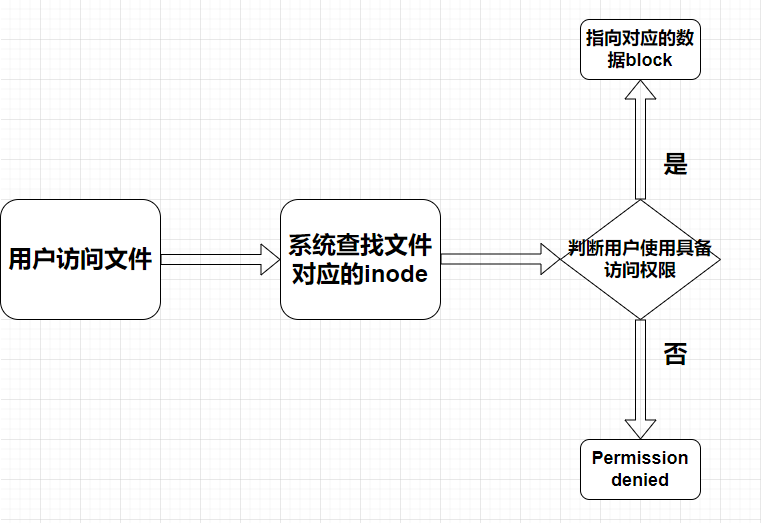 指向对应的数
据block
是
用户访问文件
系统查找文件
对应的inode
判断用户使用具备
访问权限
否
Permission
denied